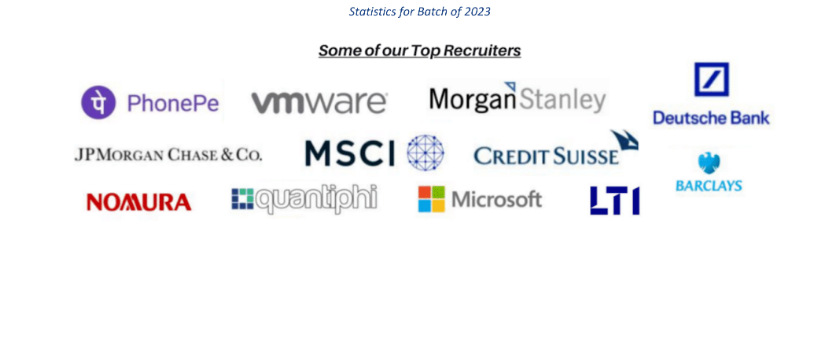 Statistics for Batch of 2023
Some of our Top Recruiters
पे PhonePe vmware Morgan Stanley
Deutsche Bank
JPMORGAN CHASE & CO. MSCI CREDIT SUISSE
BARCLAYS
NOMURA quantiphi Microsoft LTI